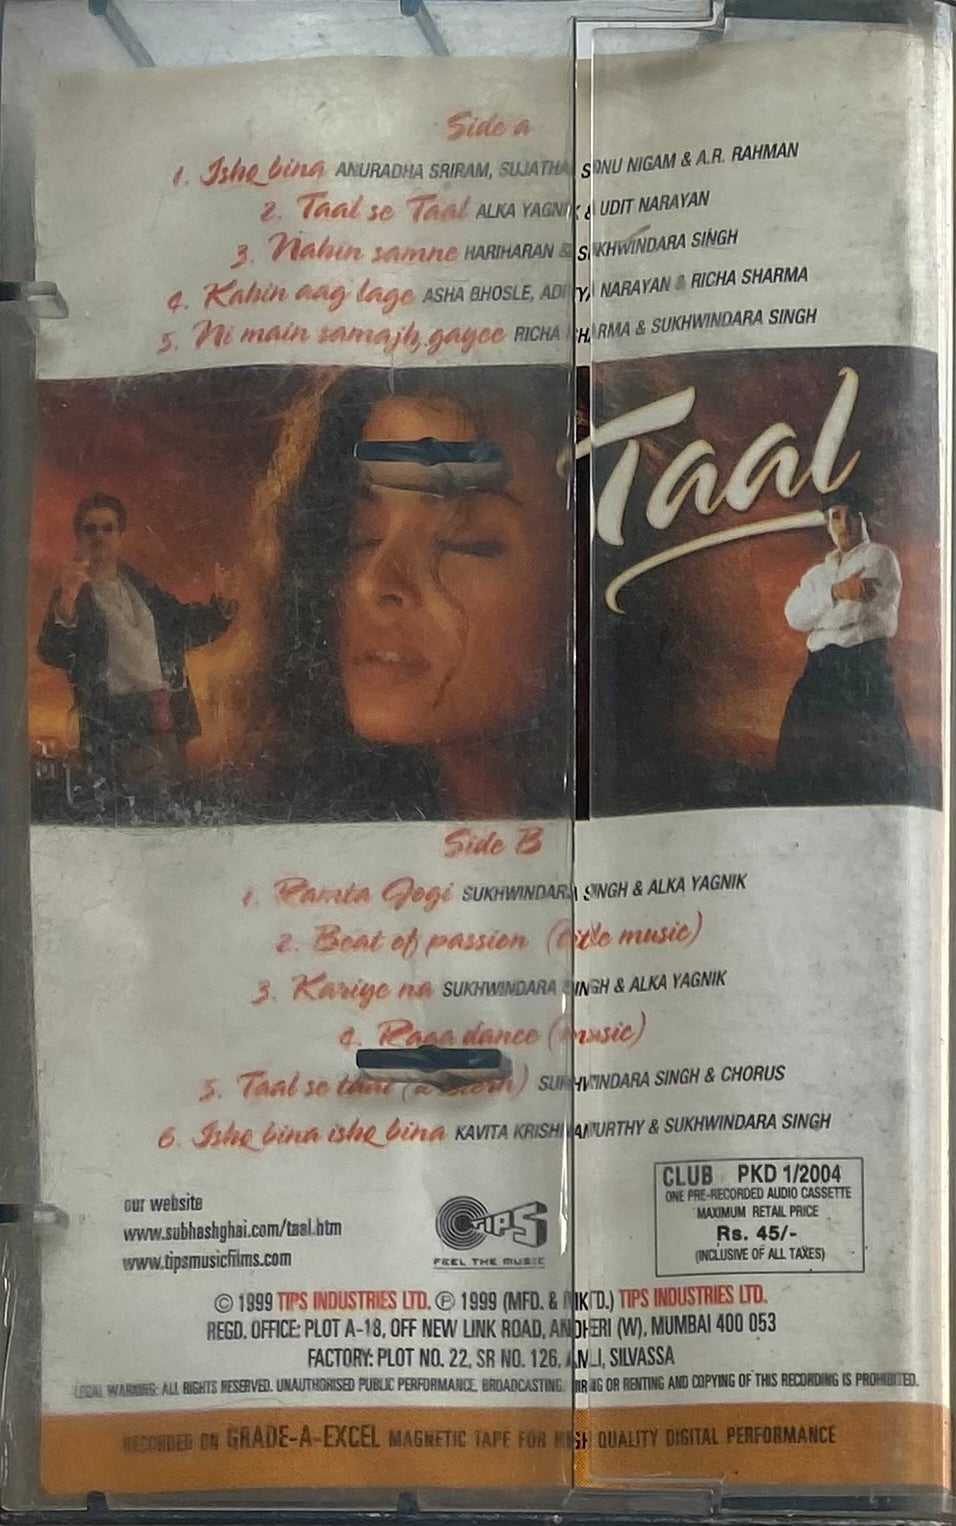 Side a
1. Ishq bina ANURADHA SRIRAM, SUJATHA SONU NIGAM & A.R. RAHMAN
2. Taal se Taal ALKA YAGNIK & UDIT NARAYAN
3. Nahin samne HARIHARAN & SUKHWINDARA SINGH
4. Kahin aag lage ASHA BHOSLE, ADITYA NARAYAN & RICHA SHARMA
5. Ni main samajh gayee RICHA SHARMA & SUKHWINDARA SINGH
Taal
Side B
1. Ramta Jogi SUKHWINDARA SINGH & ALKA YAGNIK
2. Beat of passion (title music)
3. Kariye na SUKHWINDARA SINGH & ALKA YAGNIK
4. Raga dance (music)
5. Taal se taal SUKHWINDARA SINGH & CHORUS
6. Ishq bina ishq bina KAVITA KRISHNAMURTHY & SUKHWINDARA SINGH
our website
www.subhashghai.com/taal.htm
www.tipsmusicfilms.com
TIPS
FEEL THE MUSIC
CLUB PKD 1/2004
ONE PRE-RECORDED AUDIO CASSETTE
MAXIMUM RETAIL PRICE
Rs. 45/-
(INCLUSIVE OF ALL TAXES)
© 1999 TIPS INDUSTRIES LTD. ℗ 1999 (MFD. & MKTD.) TIPS INDUSTRIES LTD.
REGD. OFFICE: PLOT A-18, OFF NEW LINK ROAD, ANDHERI (W), MUMBAI 400 053
FACTORY: PLOT NO. 22, SR NO. 126, AMLI, SILVASSA
LEGAL WARNING: ALL RIGHTS RESERVED. UNAUTHORISED PUBLIC PERFORMANCE, BROADCASTING, HIRING OR RENTING AND COPYING OF THIS RECORDING IS PROHIBITED.
RECORDED ON GRADE-A-EXCEL MAGNETIC TAPE FOR HIGH QUALITY DIGITAL PERFORMANCE